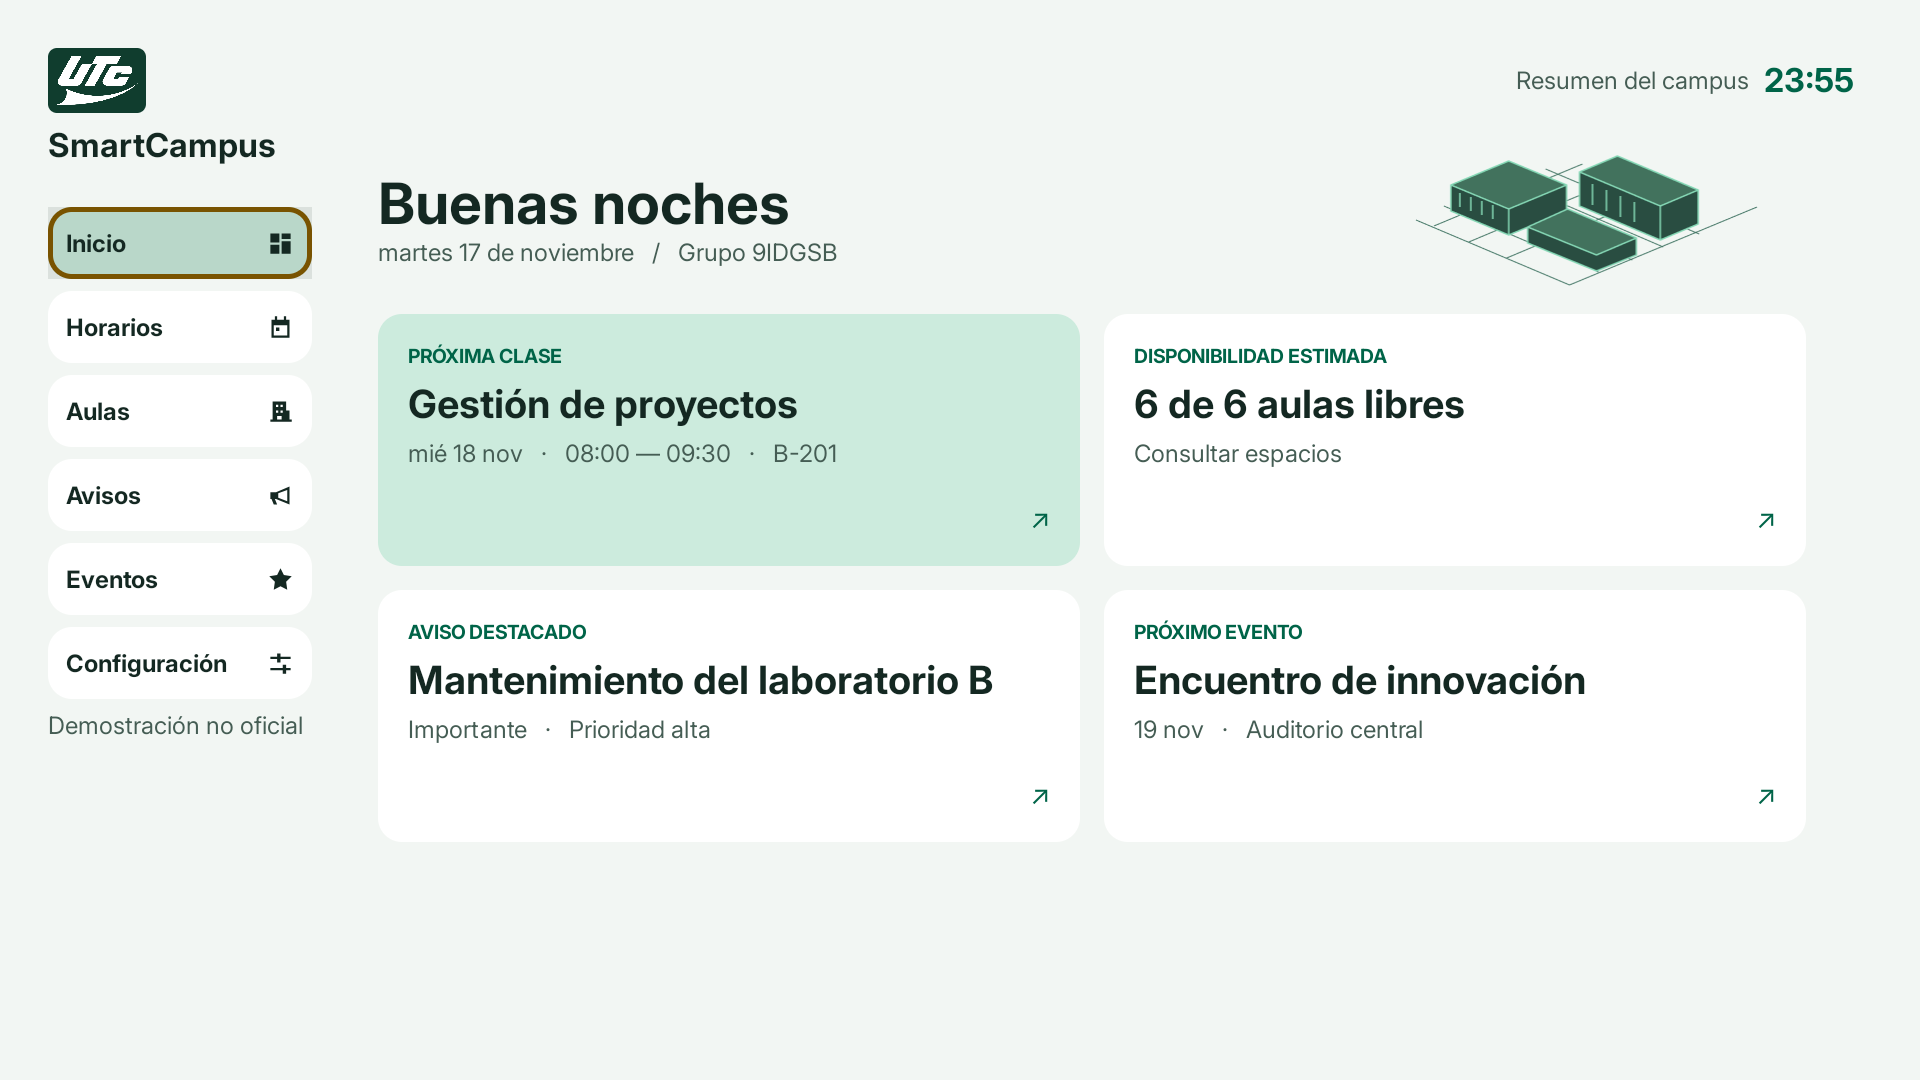 UTC
SmartCampus
Resumen del campus 23:55
Inicio
Horarios
Aulas
Avisos
Eventos
Configuración
Demostración no oficial
Buenas noches
martes 17 de noviembre / Grupo 9IDGSB
PRÓXIMA CLASE
Gestión de proyectos
mié 18 nov · 08:00 — 09:30 · B-201
DISPONIBILIDAD ESTIMADA
6 de 6 aulas libres
Consultar espacios
AVISO DESTACADO
Mantenimiento del laboratorio B
Importante · Prioridad alta
PRÓXIMO EVENTO
Encuentro de innovación
19 nov · Auditorio central